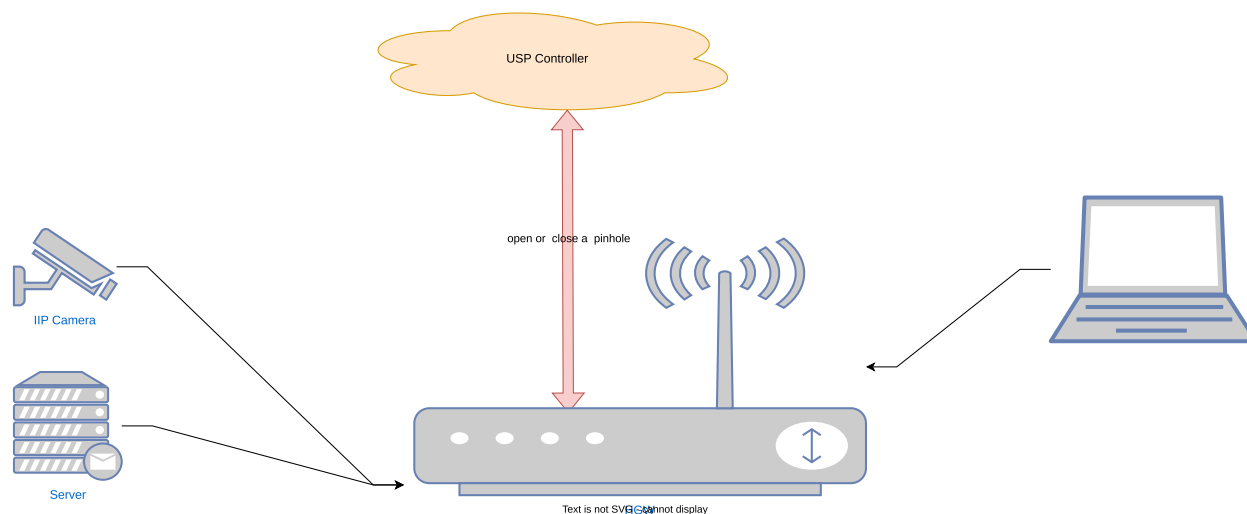 USP Controller
open or close a pinhole
IIP Camera
Server
Text is not SVG - cannot display